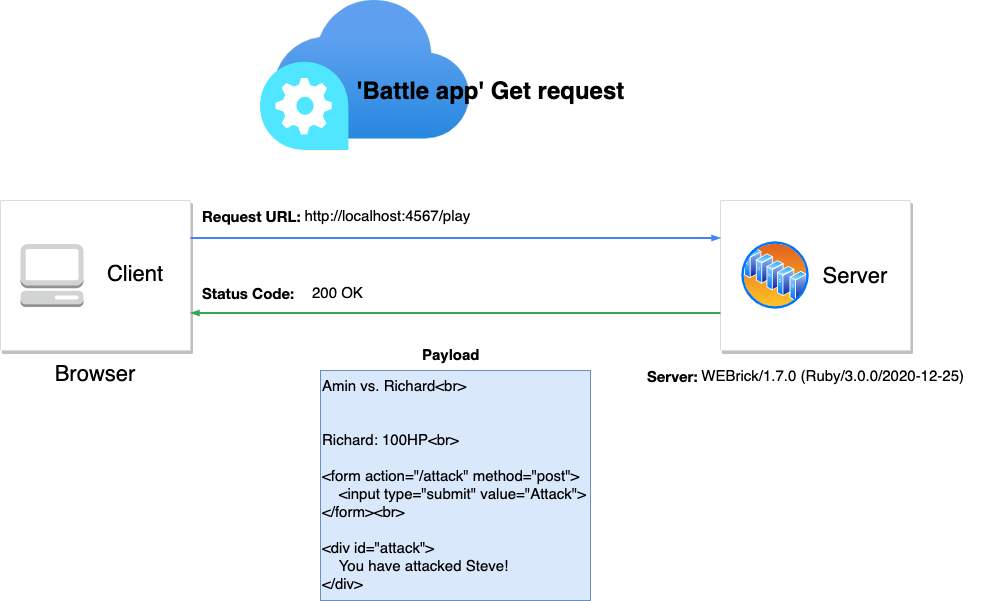 'Battle app' Get request
Request URL: http://localhost:4567/play
Client
Server
Status Code: 200 OK
Browser
Payload
Server: WEBrick/1.7.0 (Ruby/3.0.0/2020-12-25)
Amin vs. Richard<br>
Richard: 100HP<br>
<form action="/attack" method="post">
<input type="submit" value="Attack">
</form><br>
<div id="attack">
You have attacked Steve!
</div>